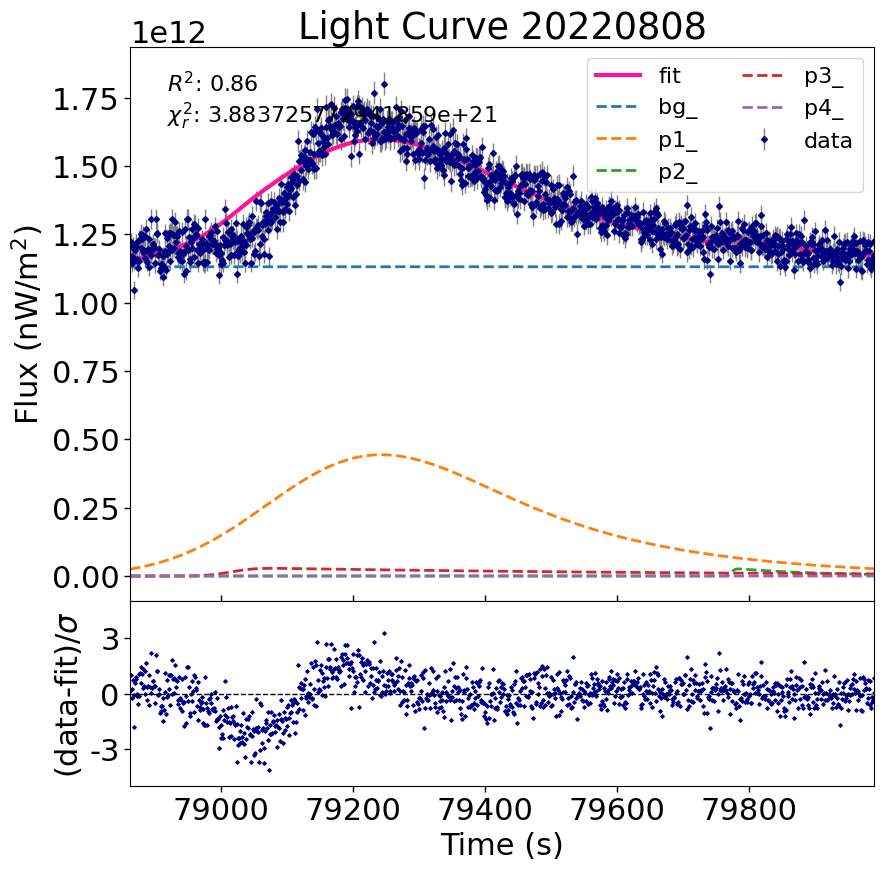 Light Curve 20220808
1e12
R²: 0.86
χ²ᵣ: 3.883725772941859e+21
fit
bg_
p1_
p2_
p3_
p4_
data
Flux (nW/m²)
1.75
1.50
1.25
1.00
0.75
0.50
0.25
0.00
(data-fit)/σ
3
0
-3
79000 79200 79400 79600 79800
Time (s)